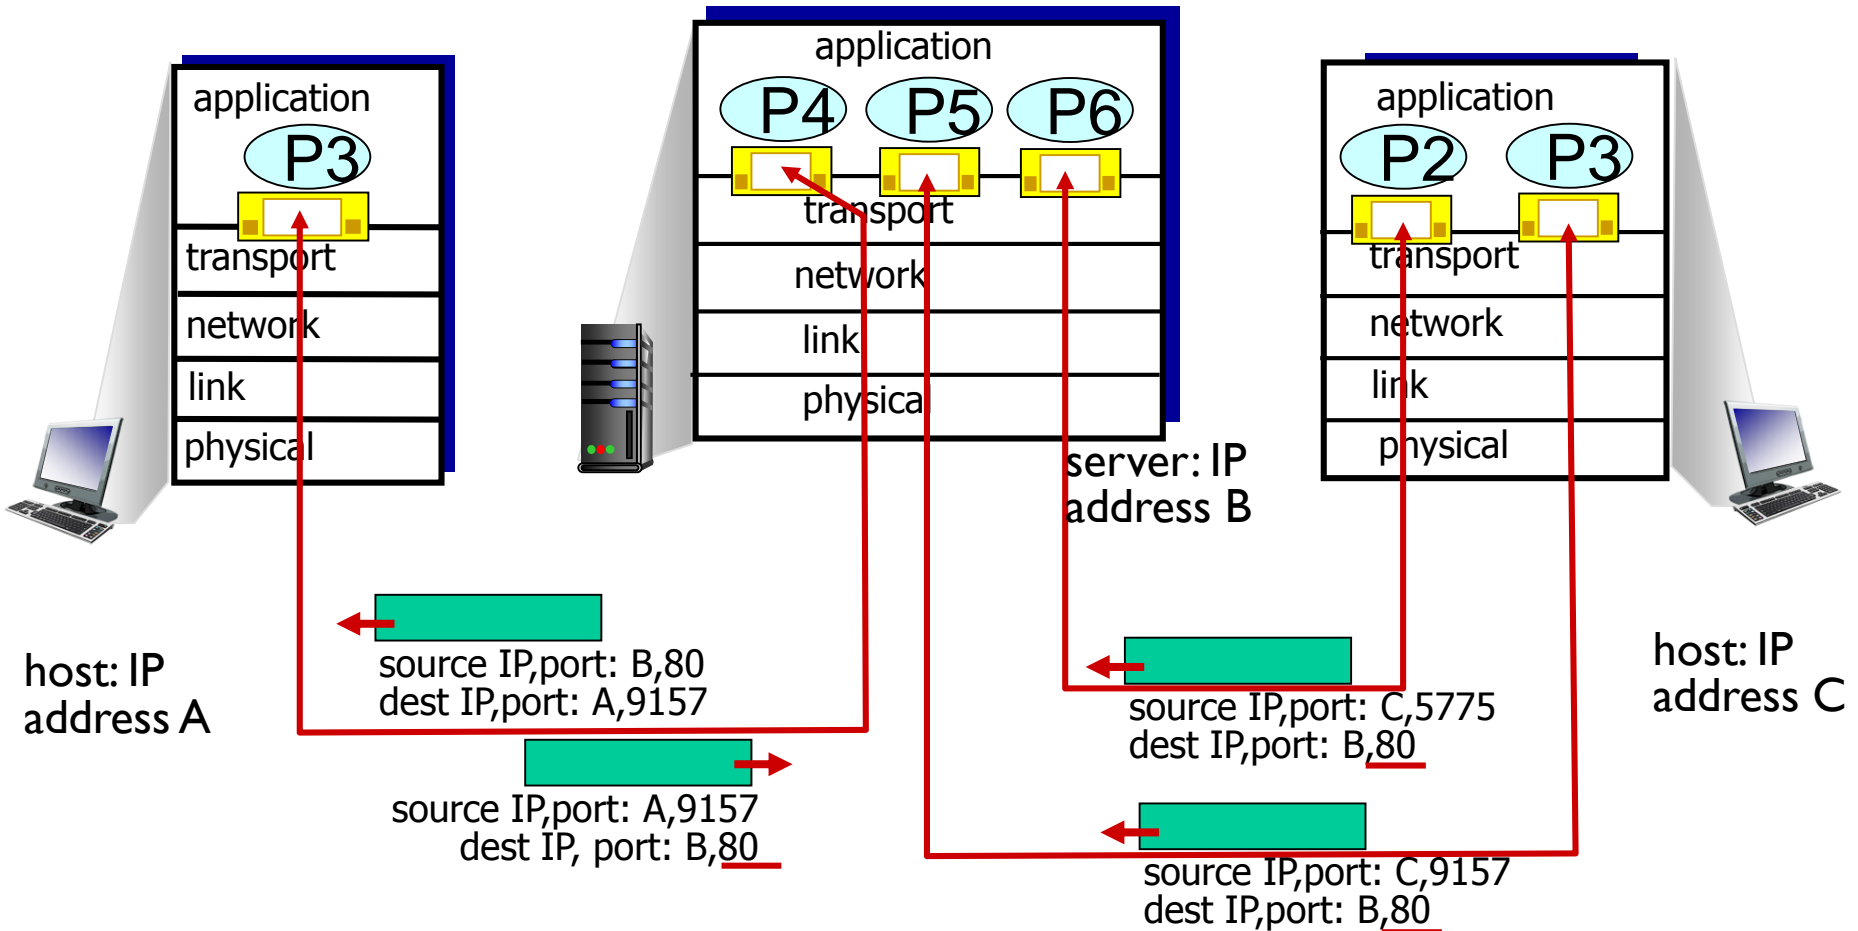 application
P3
transport
network
link
physical
host: IP
address A
application
P4 P5 P6
transport
network
link
physical
server: IP
address B
application
P2 P3
transport
network
link
physical
host: IP
address C
source IP,port: B,80
dest IP,port: A,9157
source IP,port: A,9157
dest IP, port: B,80
source IP,port: C,5775
dest IP,port: B,80
source IP,port: C,9157
dest IP,port: B,80